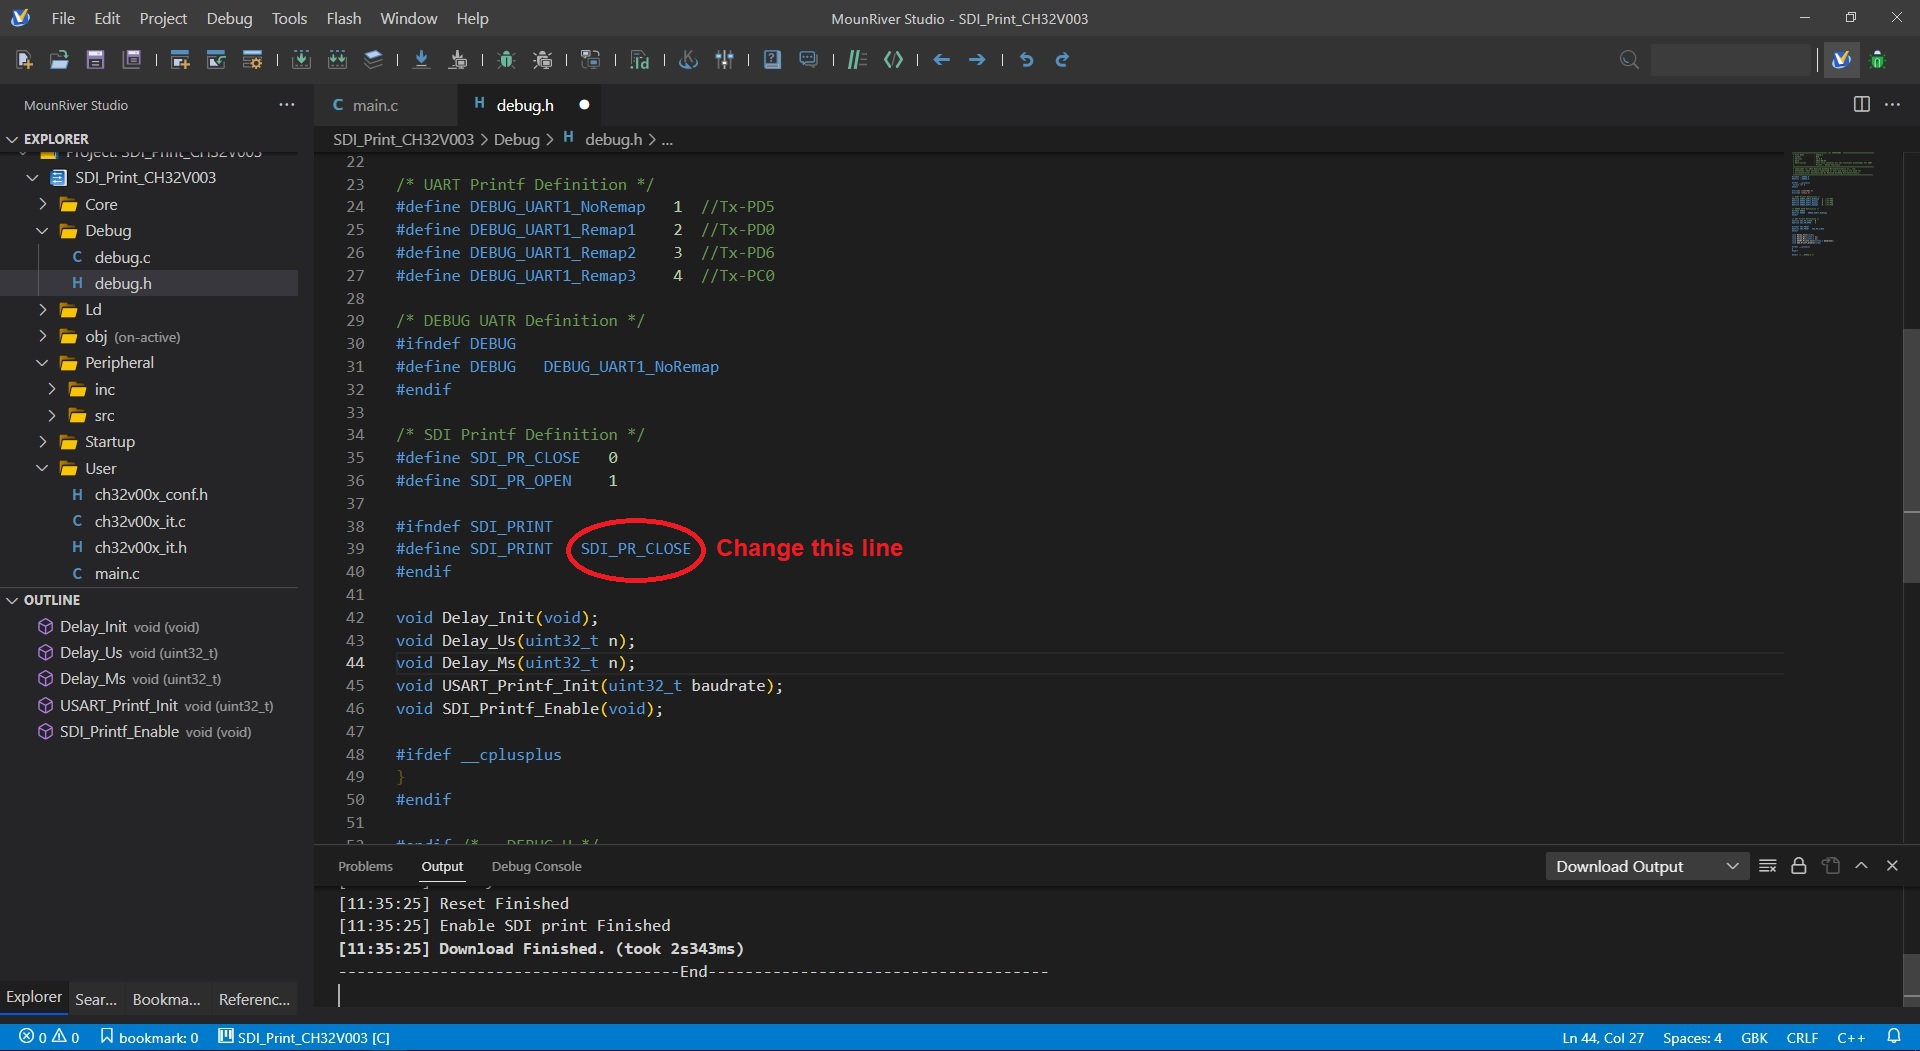 File Edit Project Debug Tools Flash Window Help
MounRiver Studio - SDI_Print_CH32V003
MounRiver Studio
EXPLORER
Project: SDI_Print_CH32V003
SDI_Print_CH32V003
Core
Debug
debug.c
debug.h
Ld
obj (on-active)
Peripheral
inc
src
Startup
User
ch32v00x_conf.h
ch32v00x_it.c
ch32v00x_it.h
main.c
OUTLINE
Delay_Init void (void)
Delay_Us void (uint32_t)
Delay_Ms void (uint32_t)
USART_Printf_Init void (uint32_t)
SDI_Printf_Enable void (void)
Explorer Sear... Bookma... Referenc...
C main.c H debug.h
SDI_Print_CH32V003 > Debug > H debug.h > ...
22
23 /* UART Printf Definition */
24 #define DEBUG_UART1_NoRemap 1 //Tx-PD5
25 #define DEBUG_UART1_Remap1 2 //Tx-PD0
26 #define DEBUG_UART1_Remap2 3 //Tx-PD6
27 #define DEBUG_UART1_Remap3 4 //Tx-PC0
28
29 /* DEBUG UATR Definition */
30 #ifndef DEBUG
31 #define DEBUG DEBUG_UART1_NoRemap
32 #endif
33
34 /* SDI Printf Definition */
35 #define SDI_PR_CLOSE 0
36 #define SDI_PR_OPEN 1
37
38 #ifndef SDI_PRINT
39 #define SDI_PRINT SDI_PR_CLOSE Change this line
40 #endif
41
42 void Delay_Init(void);
43 void Delay_Us(uint32_t n);
44 void Delay_Ms(uint32_t n);
45 void USART_Printf_Init(uint32_t baudrate);
46 void SDI_Printf_Enable(void);
47
48 #ifdef __cplusplus
49 }
50 #endif
51
Problems Output Debug Console Download Output
[11:35:25] Reset Finished
[11:35:25] Enable SDI print Finished
[11:35:25] Download Finished. (took 2s343ms)
-------------------------------------End-------------------------------------
0 0 bookmark: 0 SDI_Print_CH32V003 [C] Ln 44, Col 27 Spaces: 4 GBK CRLF C++